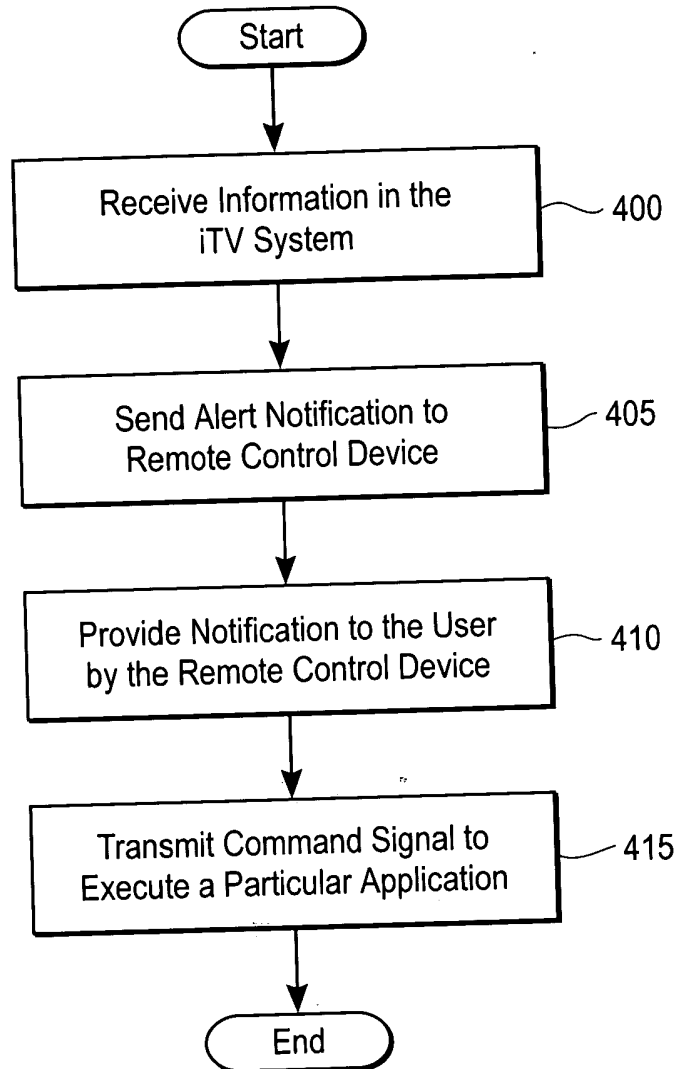 Start
Receive Information in the
iTV System
400
Send Alert Notification to
Remote Control Device
405
Provide Notification to the User
by the Remote Control Device
410
Transmit Command Signal to
Execute a Particular Application
415
End